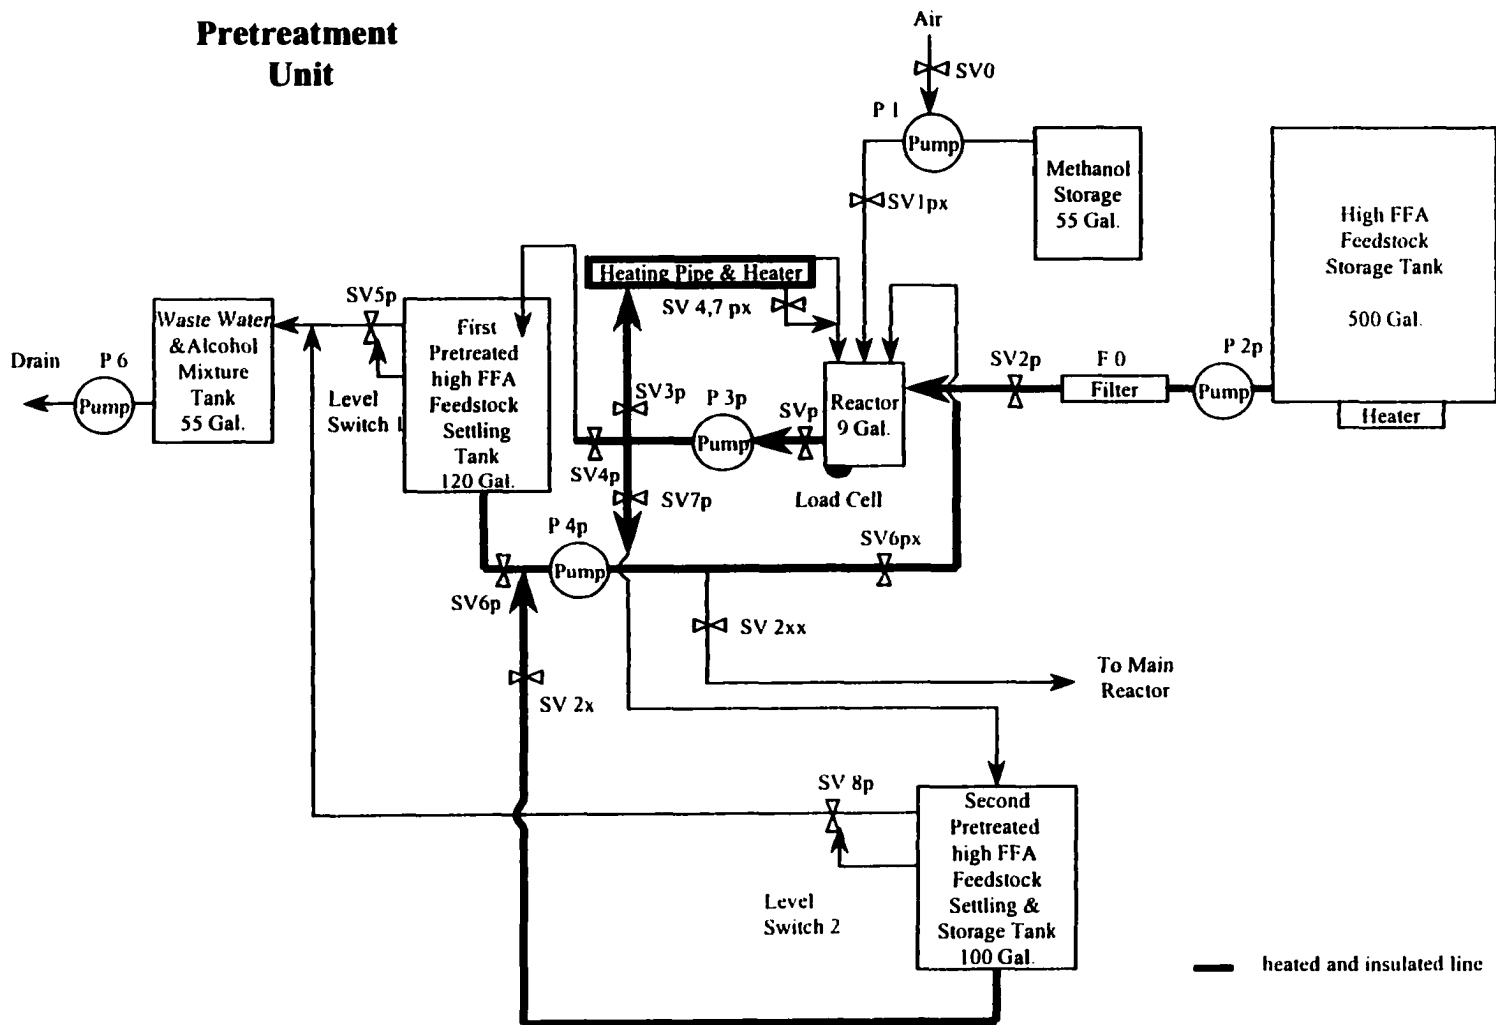 Pretreatment
Unit
Air
SV0
P 1
Pump
Methanol
Storage
55 Gal.
SV1px
High FFA
Feedstock
Storage Tank
500 Gal.
Heater
P 2p
Pump
F 0
Filter
SV2p
Heating Pipe & Heater
SV 4,7 px
Reactor
9 Gal.
Load Cell
SVp
P 3p
Pump
SV3p
SV4p
SV7p
SV5p
First
Pretreated
high FFA
Feedstock
Settling
Tank
120 Gal.
Level
Switch 1
Waste Water
&Alcohol
Mixture
Tank
55 Gal.
Drain
P 6
Pump
P 4p
Pump
SV6p
SV6px
SV 2xx
To Main
Reactor
SV 2x
SV 8p
Level
Switch 2
Second
Pretreated
high FFA
Feedstock
Settling &
Storage Tank
100 Gal.
heated and insulated line